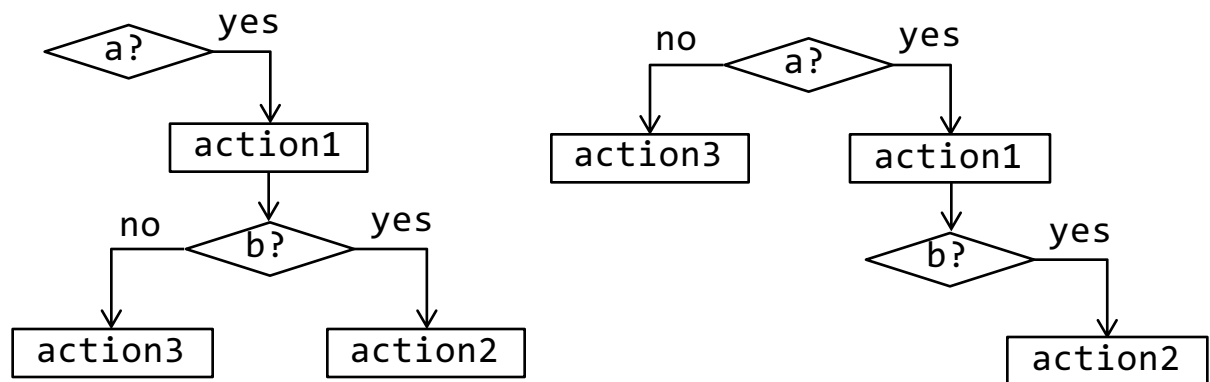 yes
a?
action1
no
yes
b?
action3
action2
no
yes
a?
action3
action1
yes
b?
action2